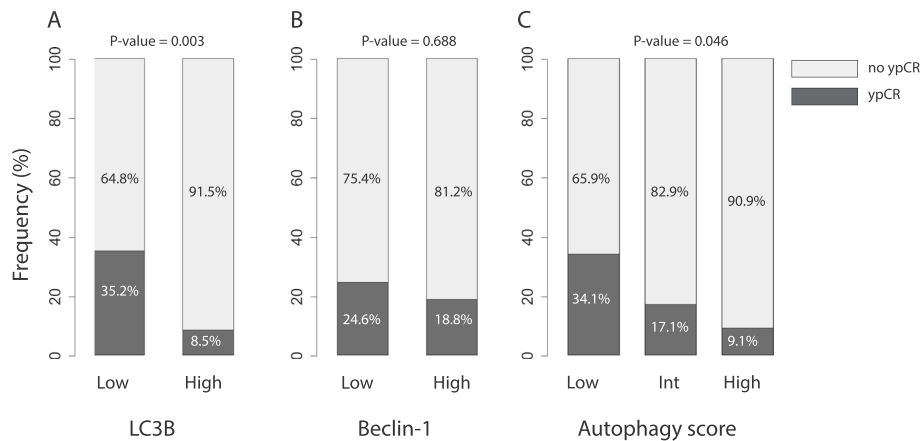 A
B
C
P-value = 0.003
P-value = 0.688
P-value = 0.046
no ypCR
ypCR
Frequency (%)
100
80
60
40
20
0
64.8%
91.5%
35.2%
8.5%
Low
High
LC3B
100
80
60
40
20
0
75.4%
81.2%
24.6%
18.8%
Low
High
Beclin-1
100
80
60
40
20
0
65.9%
82.9%
90.9%
34.1%
17.1%
9.1%
Low
Int
High
Autophagy score